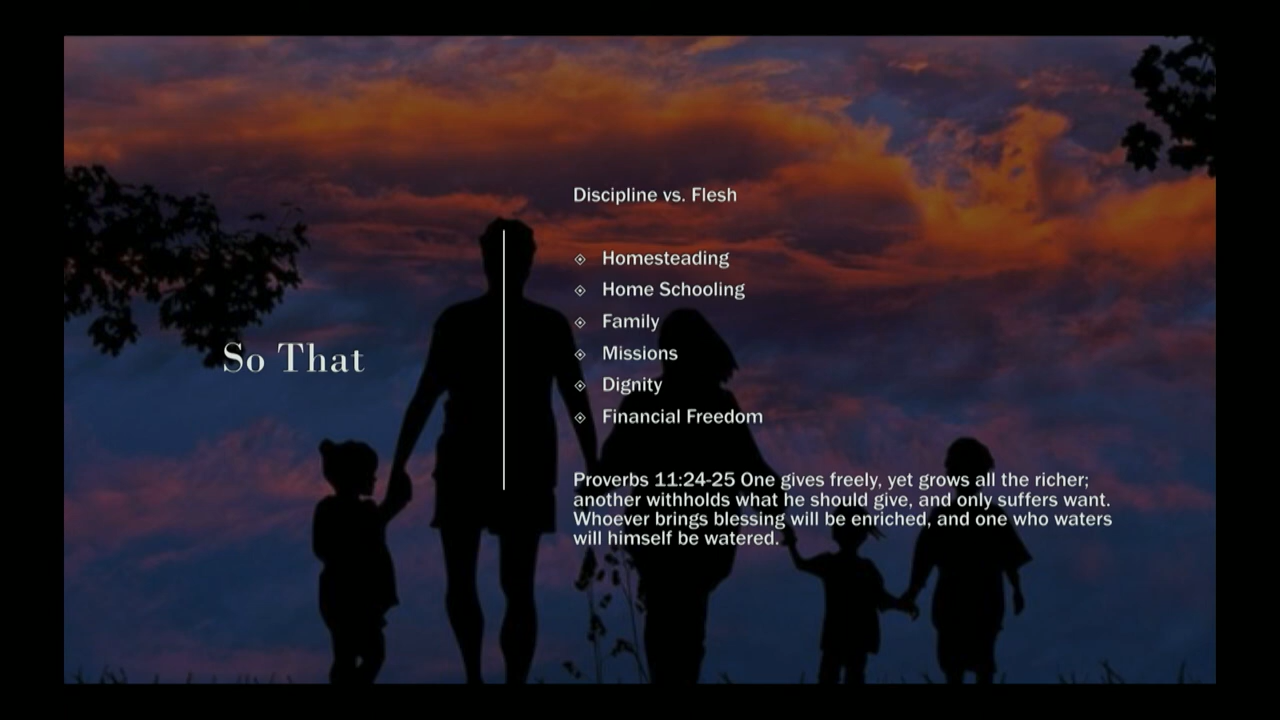 So That
Discipline vs. Flesh
Homesteading
Home Schooling
Family
Missions
Dignity
Financial Freedom
Proverbs 11:24-25 One gives freely, yet grows all the richer;
another withholds what he should give, and only suffers want.
Whoever brings blessing will be enriched, and one who waters
will himself be watered.